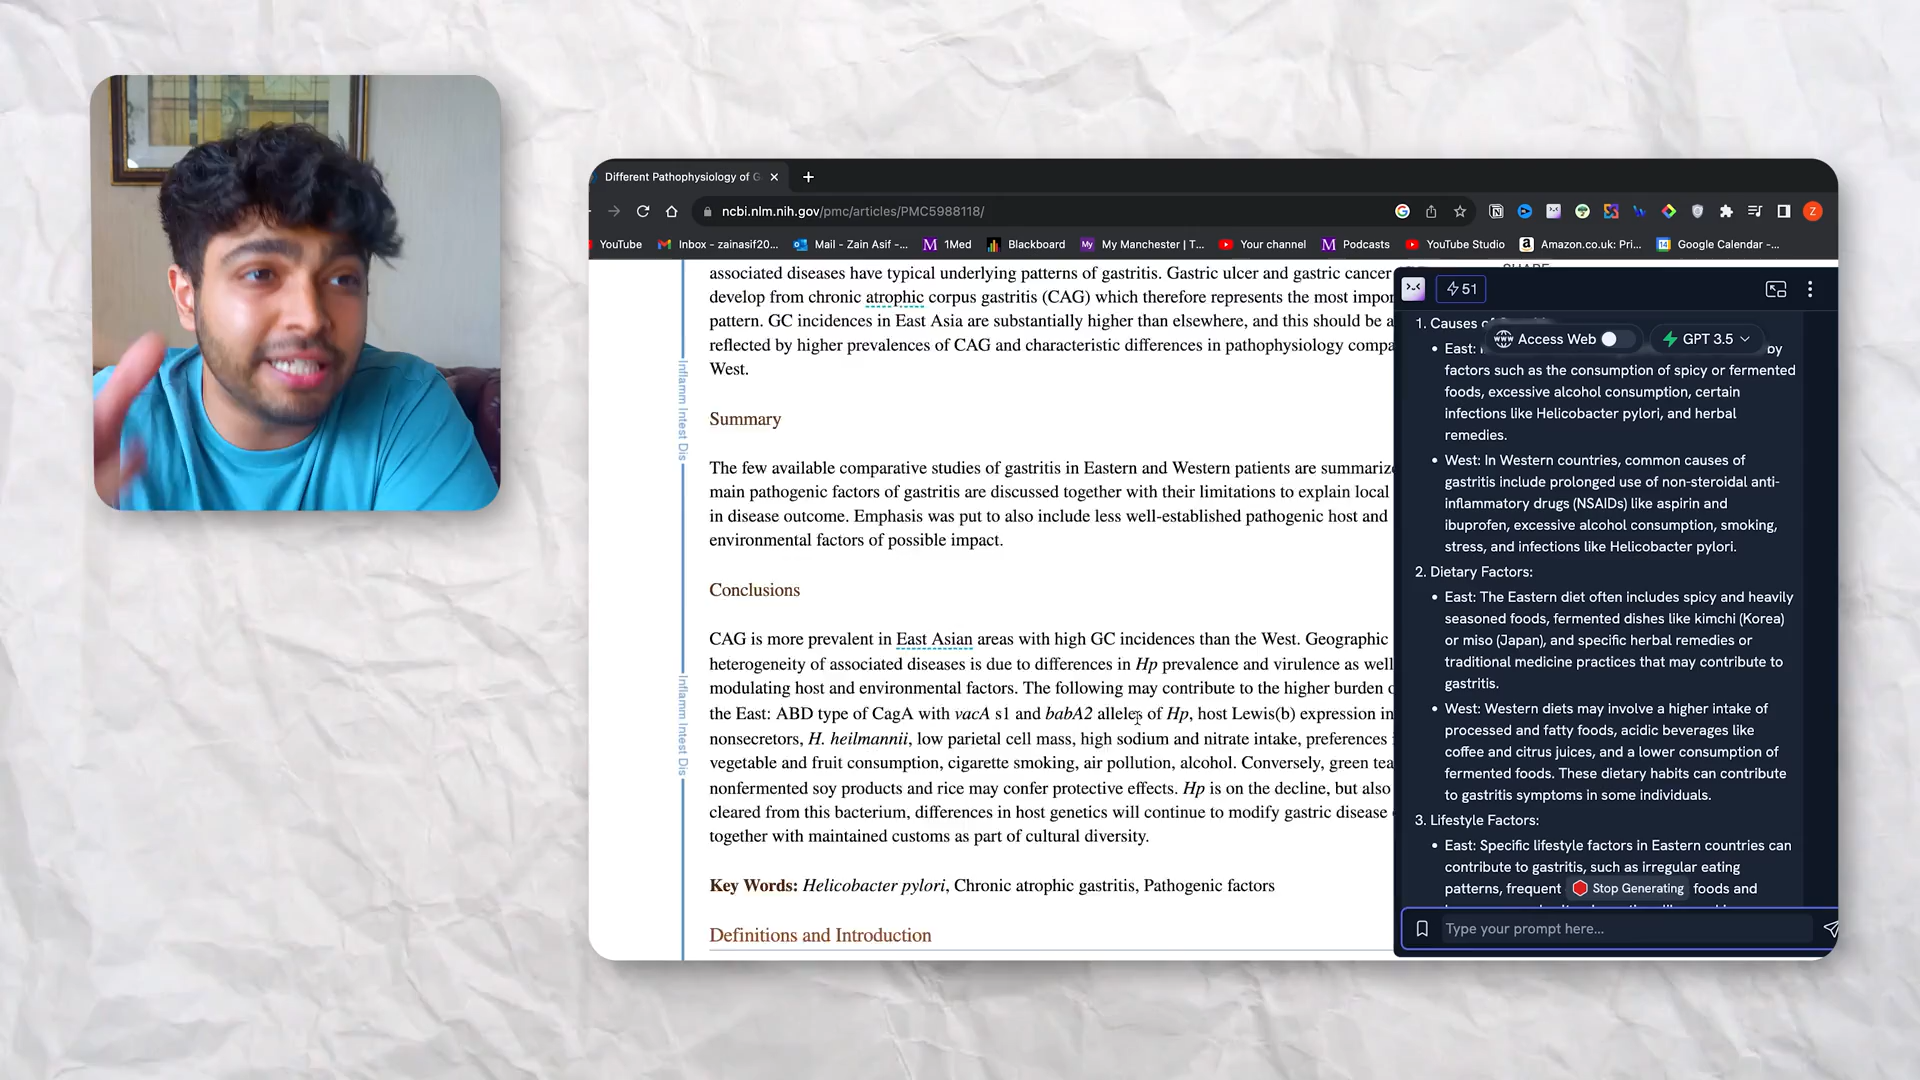 Different Pathophysiology of G
ncbi.nlm.nih.gov/pmc/articles/PMC5988118/
Z
YouTube
Inbox - zainasif20...
Mail - Zain Asif -...
M 1Med
Blackboard
My My Manchester | T...
Your channel
M Podcasts
YouTube Studio
a Amazon.co.uk: Pri...
14 Google Calendar -...
associated diseases have typical underlying patterns of gastritis. Gastric ulcer and gastric cancer
develop from chronic atrophic corpus gastritis (CAG) which therefore represents the most impor
pattern. GC incidences in East Asia are substantially higher than elsewhere, and this should be a
reflected by higher prevalences of CAG and characteristic differences in pathophysiology compa
West.
Summary
The few available comparative studies of gastritis in Eastern and Western patients are summarize
main pathogenic factors of gastritis are discussed together with their limitations to explain local
in disease outcome. Emphasis was put to also include less well-established pathogenic host and
environmental factors of possible impact.
Conclusions
CAG is more prevalent in East Asian areas with high GC incidences than the West. Geographic
heterogeneity of associated diseases is due to differences in Hp prevalence and virulence as well
modulating host and environmental factors. The following may contribute to the higher burden o
the East: ABD type of CagA with vacA s1 and babA2 alleles of Hp, host Lewis(b) expression in
nonsecretors, H. heilmannii, low parietal cell mass, high sodium and nitrate intake, preferences
vegetable and fruit consumption, cigarette smoking, air pollution, alcohol. Conversely, green tea
nonfermented soy products and rice may confer protective effects. Hp is on the decline, but also
cleared from this bacterium, differences in host genetics will continue to modify gastric disease
together with maintained customs as part of cultural diversity.
Key Words: Helicobacter pylori, Chronic atrophic gastritis, Pathogenic factors
Definitions and Introduction
Inflamm Intest Dis
Inflamm Intest Dis
51
1. Causes of
Access Web
GPT 3.5
• East: by
factors such as the consumption of spicy or fermented
foods, excessive alcohol consumption, certain
infections like Helicobacter pylori, and herbal
remedies.
• West: In Western countries, common causes of
gastritis include prolonged use of non-steroidal anti-
inflammatory drugs (NSAIDs) like aspirin and
ibuprofen, excessive alcohol consumption, smoking,
stress, and infections like Helicobacter pylori.
2. Dietary Factors:
• East: The Eastern diet often includes spicy and heavily
seasoned foods, fermented dishes like kimchi (Korea)
or miso (Japan), and specific herbal remedies or
traditional medicine practices that may contribute to
gastritis.
• West: Western diets may involve a higher intake of
processed and fatty foods, acidic beverages like
coffee and citrus juices, and a lower consumption of
fermented foods. These dietary habits can contribute
to gastritis symptoms in some individuals.
3. Lifestyle Factors:
• East: Specific lifestyle factors in Eastern countries can
contribute to gastritis, such as irregular eating
patterns, frequent foods and
Stop Generating
Type your prompt here...